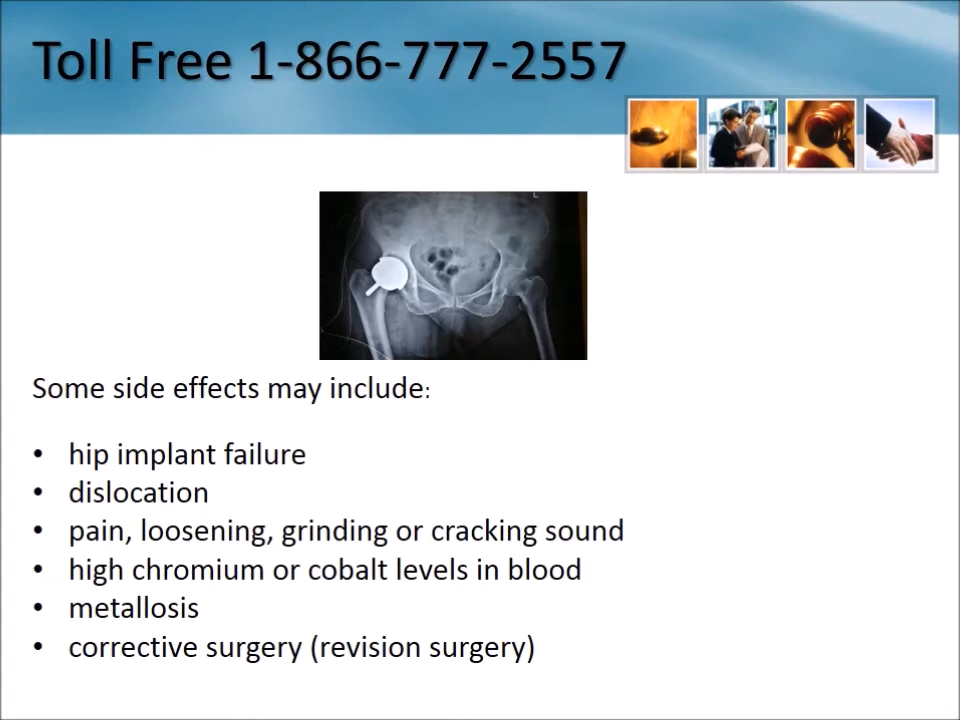 Toll Free 1-866-777-2557
L
Some side effects may include:
• hip implant failure
• dislocation
• pain, loosening, grinding or cracking sound
• high chromium or cobalt levels in blood
• metallosis
• corrective surgery (revision surgery)